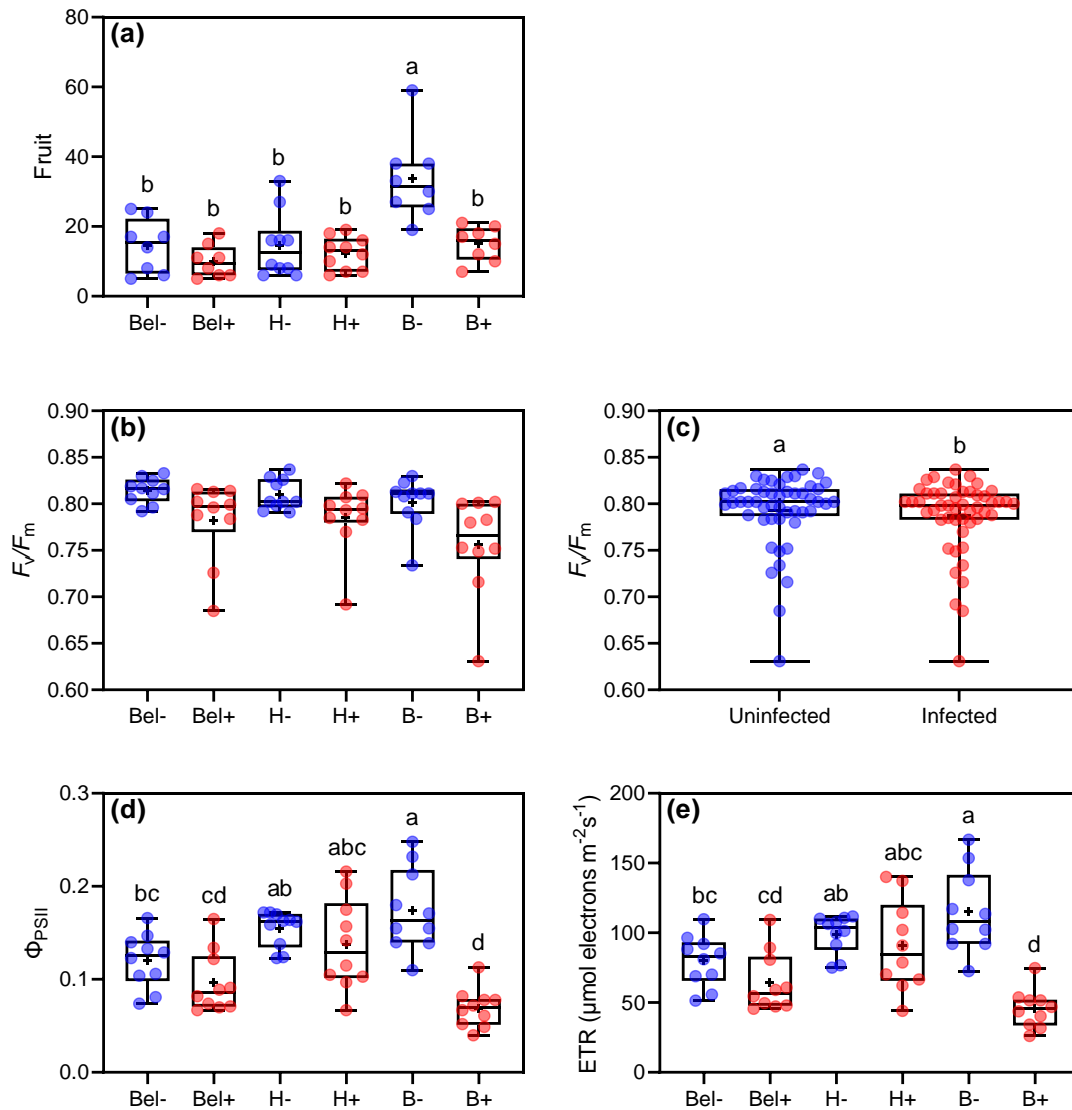 (a)
80
60
40
20
0
Fruit
b b b b a b
Bel- Bel+ H- H+ B- B+
(b)
0.90
0.85
0.80
0.75
0.70
0.65
0.60
Fv/Fm
Bel- Bel+ H- H+ B- B+
(c)
0.90
0.85
0.80
0.75
0.70
0.65
0.60
Fv/Fm
a b
Uninfected Infected
(d)
0.3
0.2
0.1
0.0
ΦPSII
bc cd ab abc a d
Bel- Bel+ H- H+ B- B+
(e)
200
150
100
50
0
ETR (µmol electrons m⁻²s⁻¹)
bc cd ab abc a d
Bel- Bel+ H- H+ B- B+